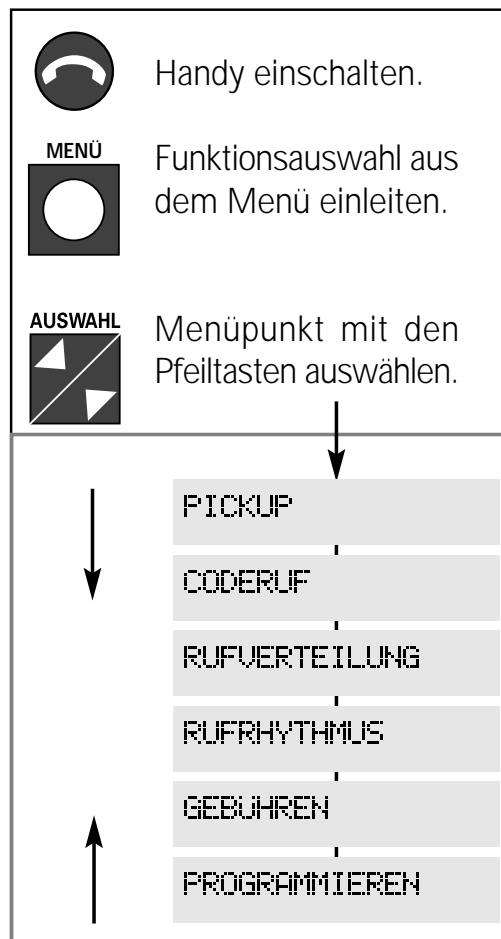 Handy einschalten.
MENÜ
Funktionsauswahl aus
dem Menü einleiten.
AUSWAHL
Menüpunkt mit den
Pfeiltasten auswählen.
PICKUP
CODERUF
RUFVERTEILUNG
RUFRHYTHMUS
GEBÜHREN
PROGRAMMIEREN